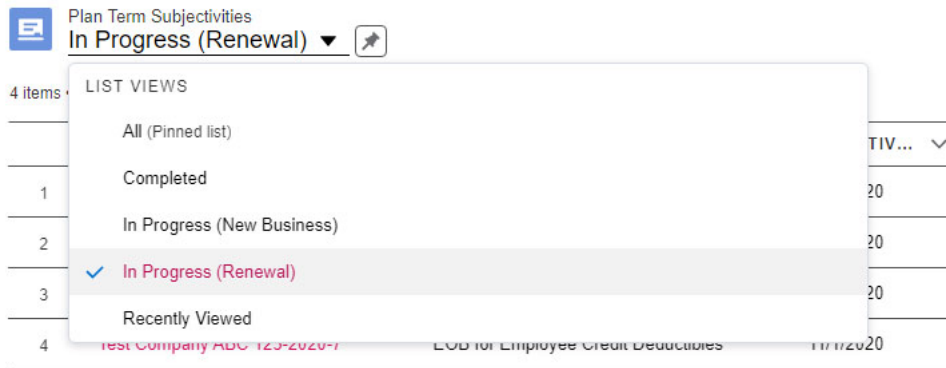 Plan Term Subjectivities
In Progress (Renewal)
4 items •
LIST VIEWS
All (Pinned list)
TIV...
Completed
1
20
In Progress (New Business)
2
20
In Progress (Renewal)
3
20
Recently Viewed
4 Test Company ABC 123-2020-7 EOB for Employee Credit Deductibles 11/1/2020